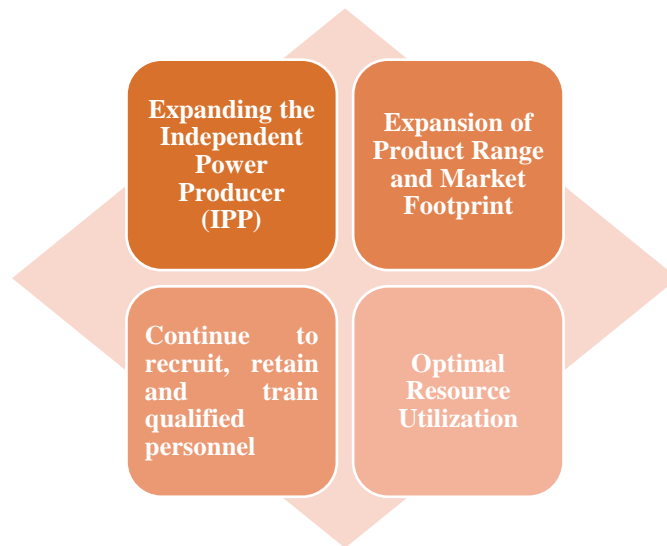 Expanding the
Independent
Power
Producer
(IPP)
Expansion of
Product Range
and Market
Footprint
Continue to
recruit, retain
and train
qualified
personnel
Optimal
Resource
Utilization